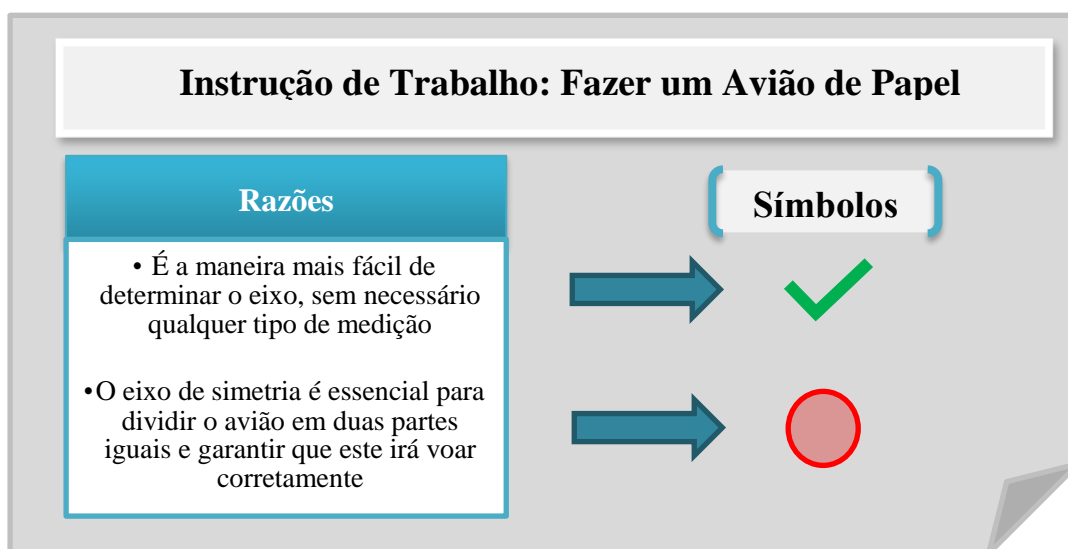 Instrução de Trabalho: Fazer um Avião de Papel
Razões
Símbolos
• É a maneira mais fácil de
determinar o eixo, sem necessário
qualquer tipo de medição
•O eixo de simetria é essencial para
dividir o avião em duas partes
iguais e garantir que este irá voar
corretamente